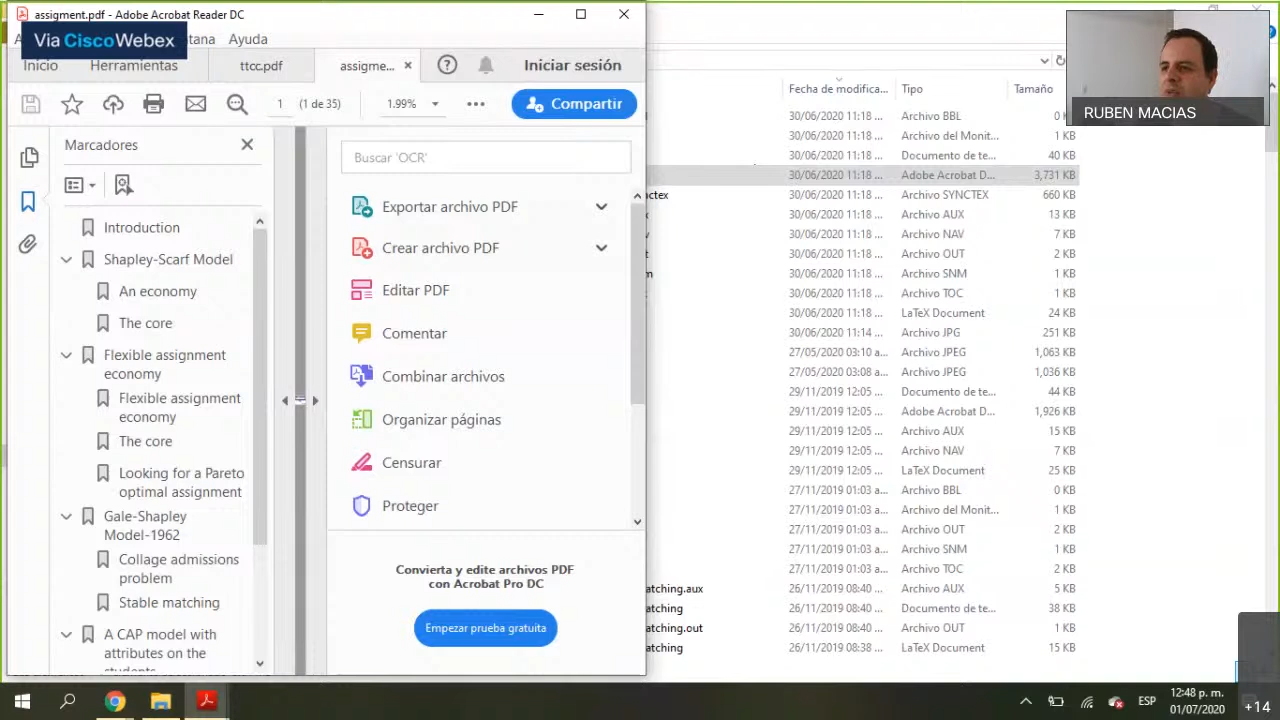 assigment.pdf - Adobe Acrobat Reader DC
Vía CiscoWebex
tana Ayuda
Inicio Herramientas ttcc.pdf assigme... Iniciar sesión
1 (1 de 35) 1.99% Compartir
Marcadores
Introduction
Shapley-Scarf Model
An economy
The core
Flexible assignment
economy
Flexible assignment
economy
The core
Looking for a Pareto
optimal assignment
Gale-Shapley
Model-1962
Collage admissions
problem
Stable matching
A CAP model with
attributes on the
students
Buscar 'OCR'
Exportar archivo PDF
Crear archivo PDF
Editar PDF
Comentar
Combinar archivos
Organizar páginas
Censurar
Proteger
Convierta y edite archivos PDF
con Acrobat Pro DC
Empezar prueba gratuita
Fecha de modifica... Tipo Tamaño
30/06/2020 11:18 ... Archivo BBL 0
30/06/2020 11:18 ... Archivo del Monit... 1 KB
30/06/2020 11:18 ... Documento de te... 40 KB
30/06/2020 11:18 ... Adobe Acrobat D... 3,731 KB
nctex 30/06/2020 11:18 ... Archivo SYNCTEX 660 KB
30/06/2020 11:18 ... Archivo AUX 13 KB
30/06/2020 11:18 ... Archivo NAV 7 KB
30/06/2020 11:18 ... Archivo OUT 2 KB
30/06/2020 11:18 ... Archivo SNM 1 KB
30/06/2020 11:18 ... Archivo TOC 1 KB
30/06/2020 11:18 ... LaTeX Document 24 KB
30/06/2020 11:14 ... Archivo JPG 251 KB
27/05/2020 03:10 a... Archivo JPEG 1,063 KB
27/05/2020 03:08 a... Archivo JPEG 1,036 KB
29/11/2019 12:05 ... Documento de te... 44 KB
29/11/2019 12:05 ... Adobe Acrobat D... 1,926 KB
29/11/2019 12:05 ... Archivo AUX 15 KB
29/11/2019 12:05 ... Archivo NAV 7 KB
29/11/2019 12:05 ... LaTeX Document 25 KB
27/11/2019 01:03 a... Archivo BBL 0 KB
27/11/2019 01:03 a... Archivo del Monit... 1 KB
27/11/2019 01:03 a... Archivo OUT 2 KB
27/11/2019 01:03 a... Archivo SNM 1 KB
27/11/2019 01:03 a... Archivo TOC 2 KB
atching.aux 26/11/2019 08:40 ... Archivo AUX 5 KB
atching 26/11/2019 08:40 ... Documento de te... 38 KB
atching.out 26/11/2019 08:40 ... Archivo OUT 1 KB
atching 26/11/2019 08:38 ... LaTeX Document 15 KB
RUBEN MACIAS
ESP
12:48 p. m.
01/07/2020
+14